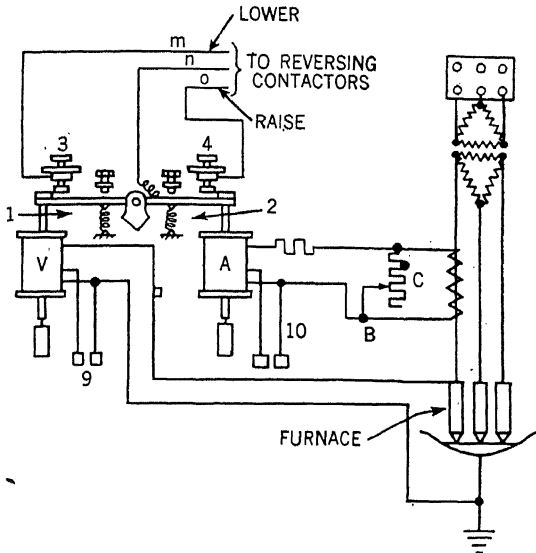 LOWER
m
n
o
TO REVERSING
CONTACTORS
RAISE
3
4
1
2
V
A
C
B
9
10
FURNACE